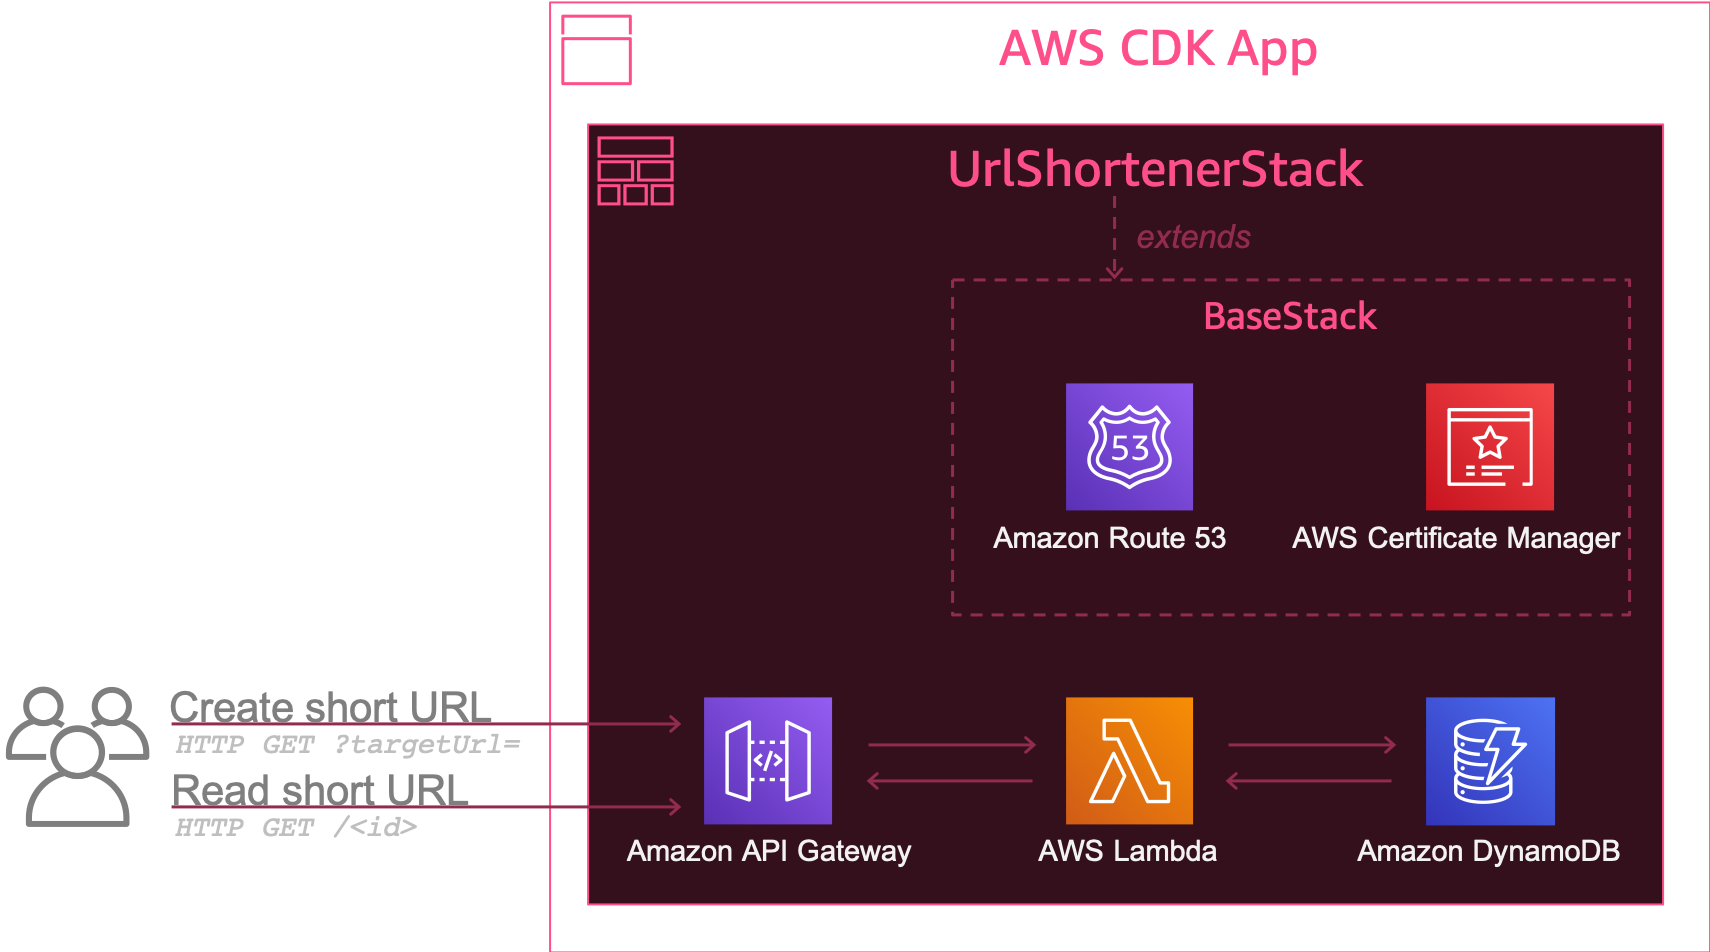 AWS CDK App
UrlShortenerStack
extends
BaseStack
53
Amazon Route 53
AWS Certificate Manager
Create short URL
HTTP GET ?targetUrl=
Read short URL
HTTP GET /<id>
</>
Amazon API Gateway
AWS Lambda
Amazon DynamoDB